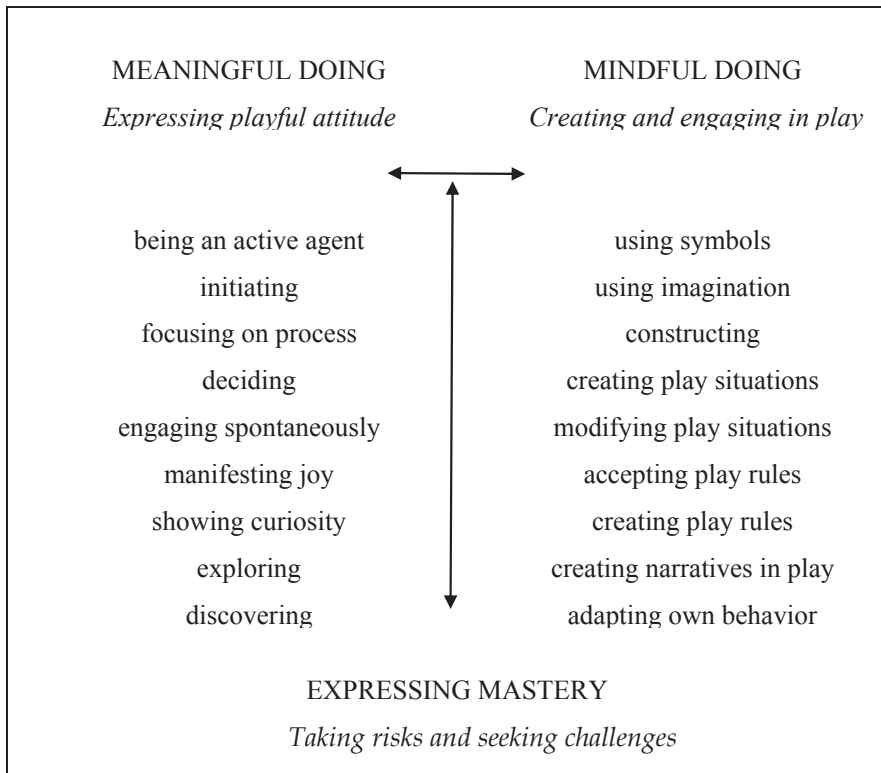 MEANINGFUL DOING
Expressing playful attitude
being an active agent
initiating
focusing on process
deciding
engaging spontaneously
manifesting joy
showing curiosity
exploring
discovering
MINDFUL DOING
Creating and engaging in play
using symbols
using imagination
constructing
creating play situations
modifying play situations
accepting play rules
creating play rules
creating narratives in play
adapting own behavior
EXPRESSING MASTERY
Taking risks and seeking challenges